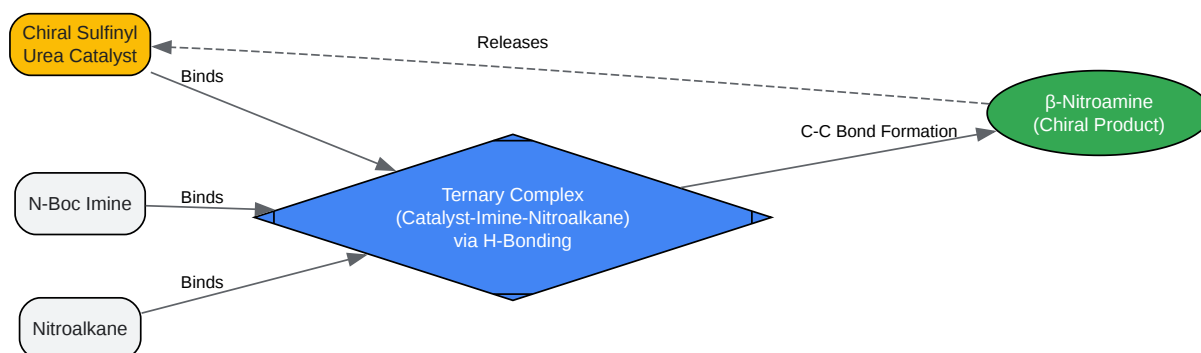 Chiral Sulfinyl
Urea Catalyst
Releases
Binds
β-Nitroamine
(Chiral Product)
C-C Bond Formation
N-Boc Imine
Binds
Ternary Complex
(Catalyst-Imine-Nitroalkane)
via H-Bonding
Binds
Nitroalkane